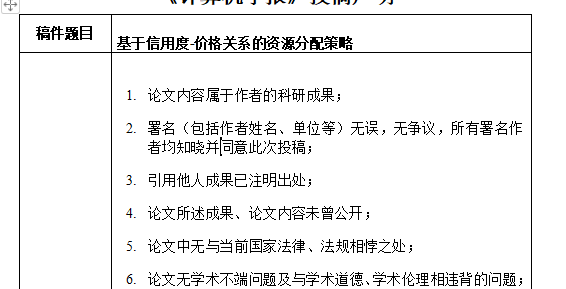 《计算机学报》投稿声明
稿件题目
基于信用度-价格关系的资源分配策略
1. 论文内容属于作者的科研成果；
2. 署名（包括作者姓名、单位等）无误，无争议，所有署名作
者均知晓并同意此次投稿；
3. 引用他人成果已注明出处；
4. 论文所述成果、论文内容未曾公开；
5. 论文中无与当前国家法律、法规相悖之处；
6. 论文无学术不端问题及与学术道德、学术伦理相违背的问题；